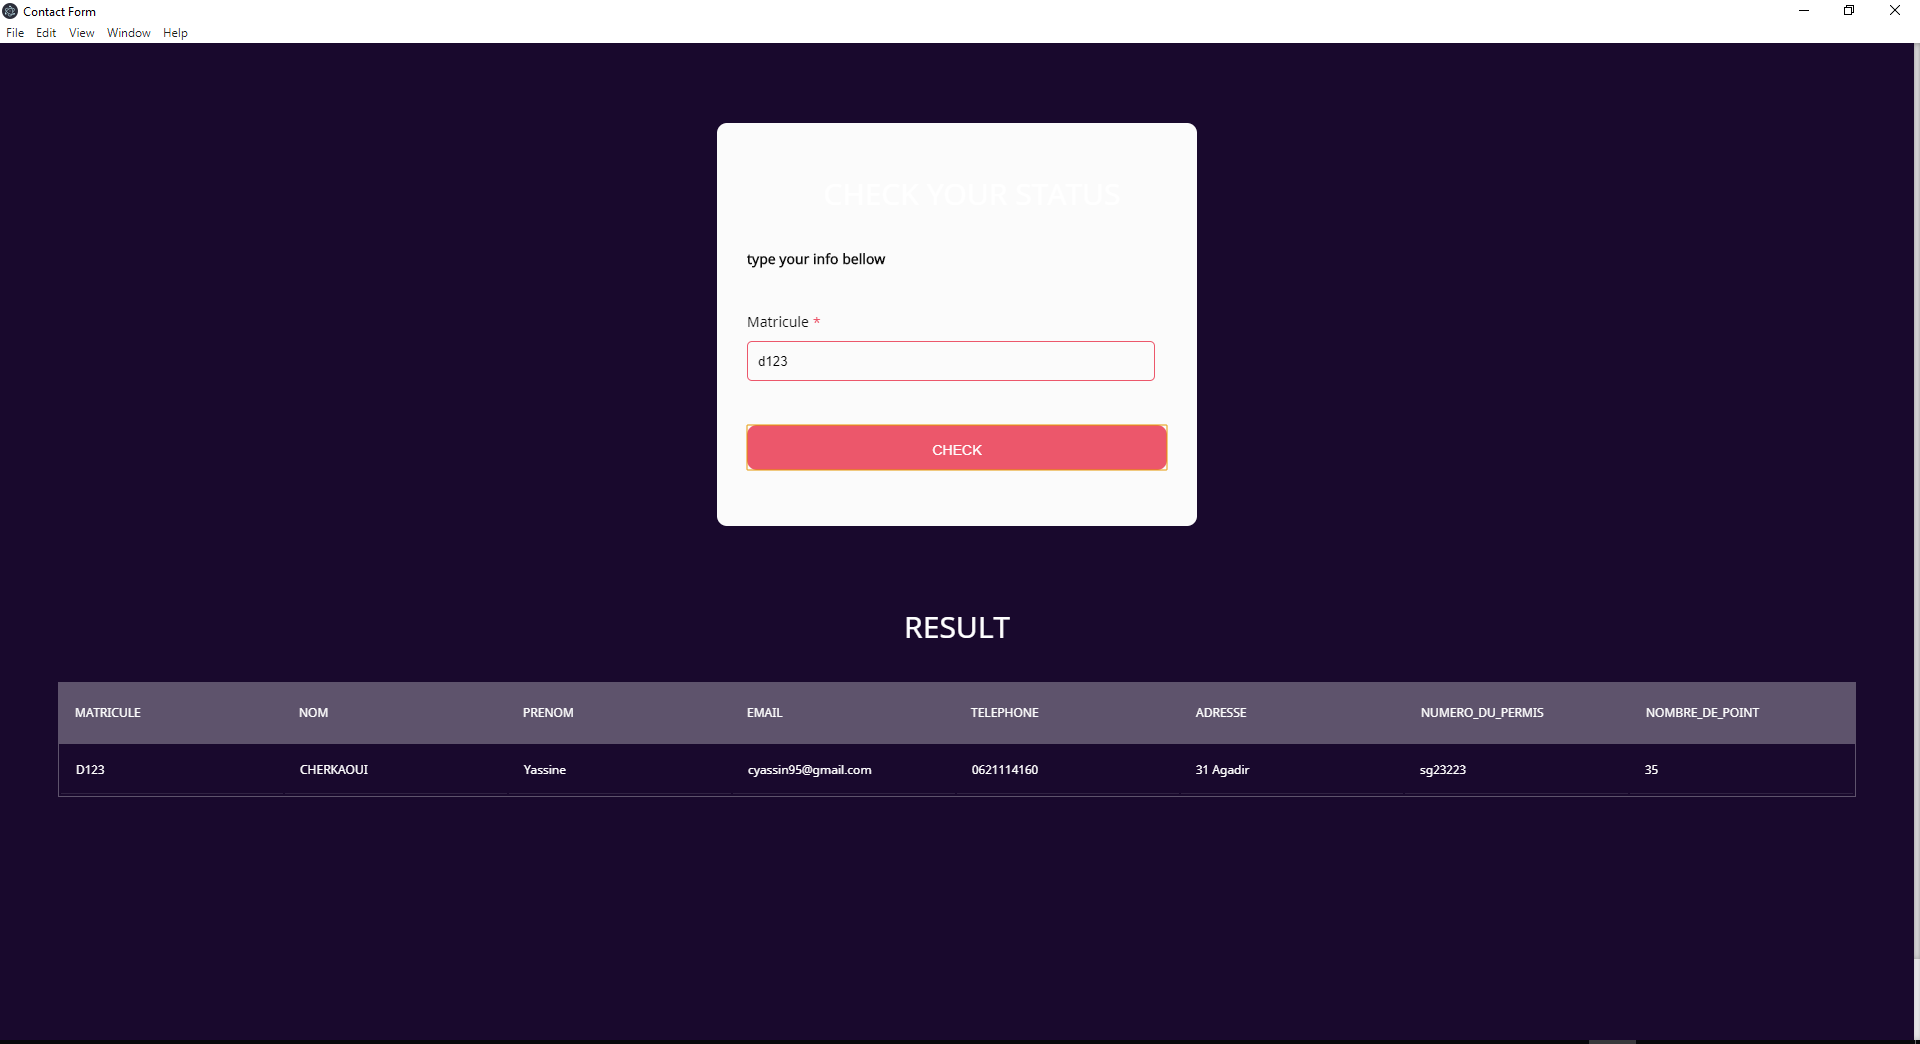 Contact Form
File Edit View Window Help
CHECK YOUR STATUS
type your info bellow
Matricule *
d123
CHECK
RESULT
MATRICULE NOM PRENOM EMAIL TELEPHONE ADRESSE NUMERO_DU_PERMIS NOMBRE_DE_POINT
D123 CHERKAOUI Yassine cyassin95@gmail.com 0621114160 31 Agadir sg23223 35